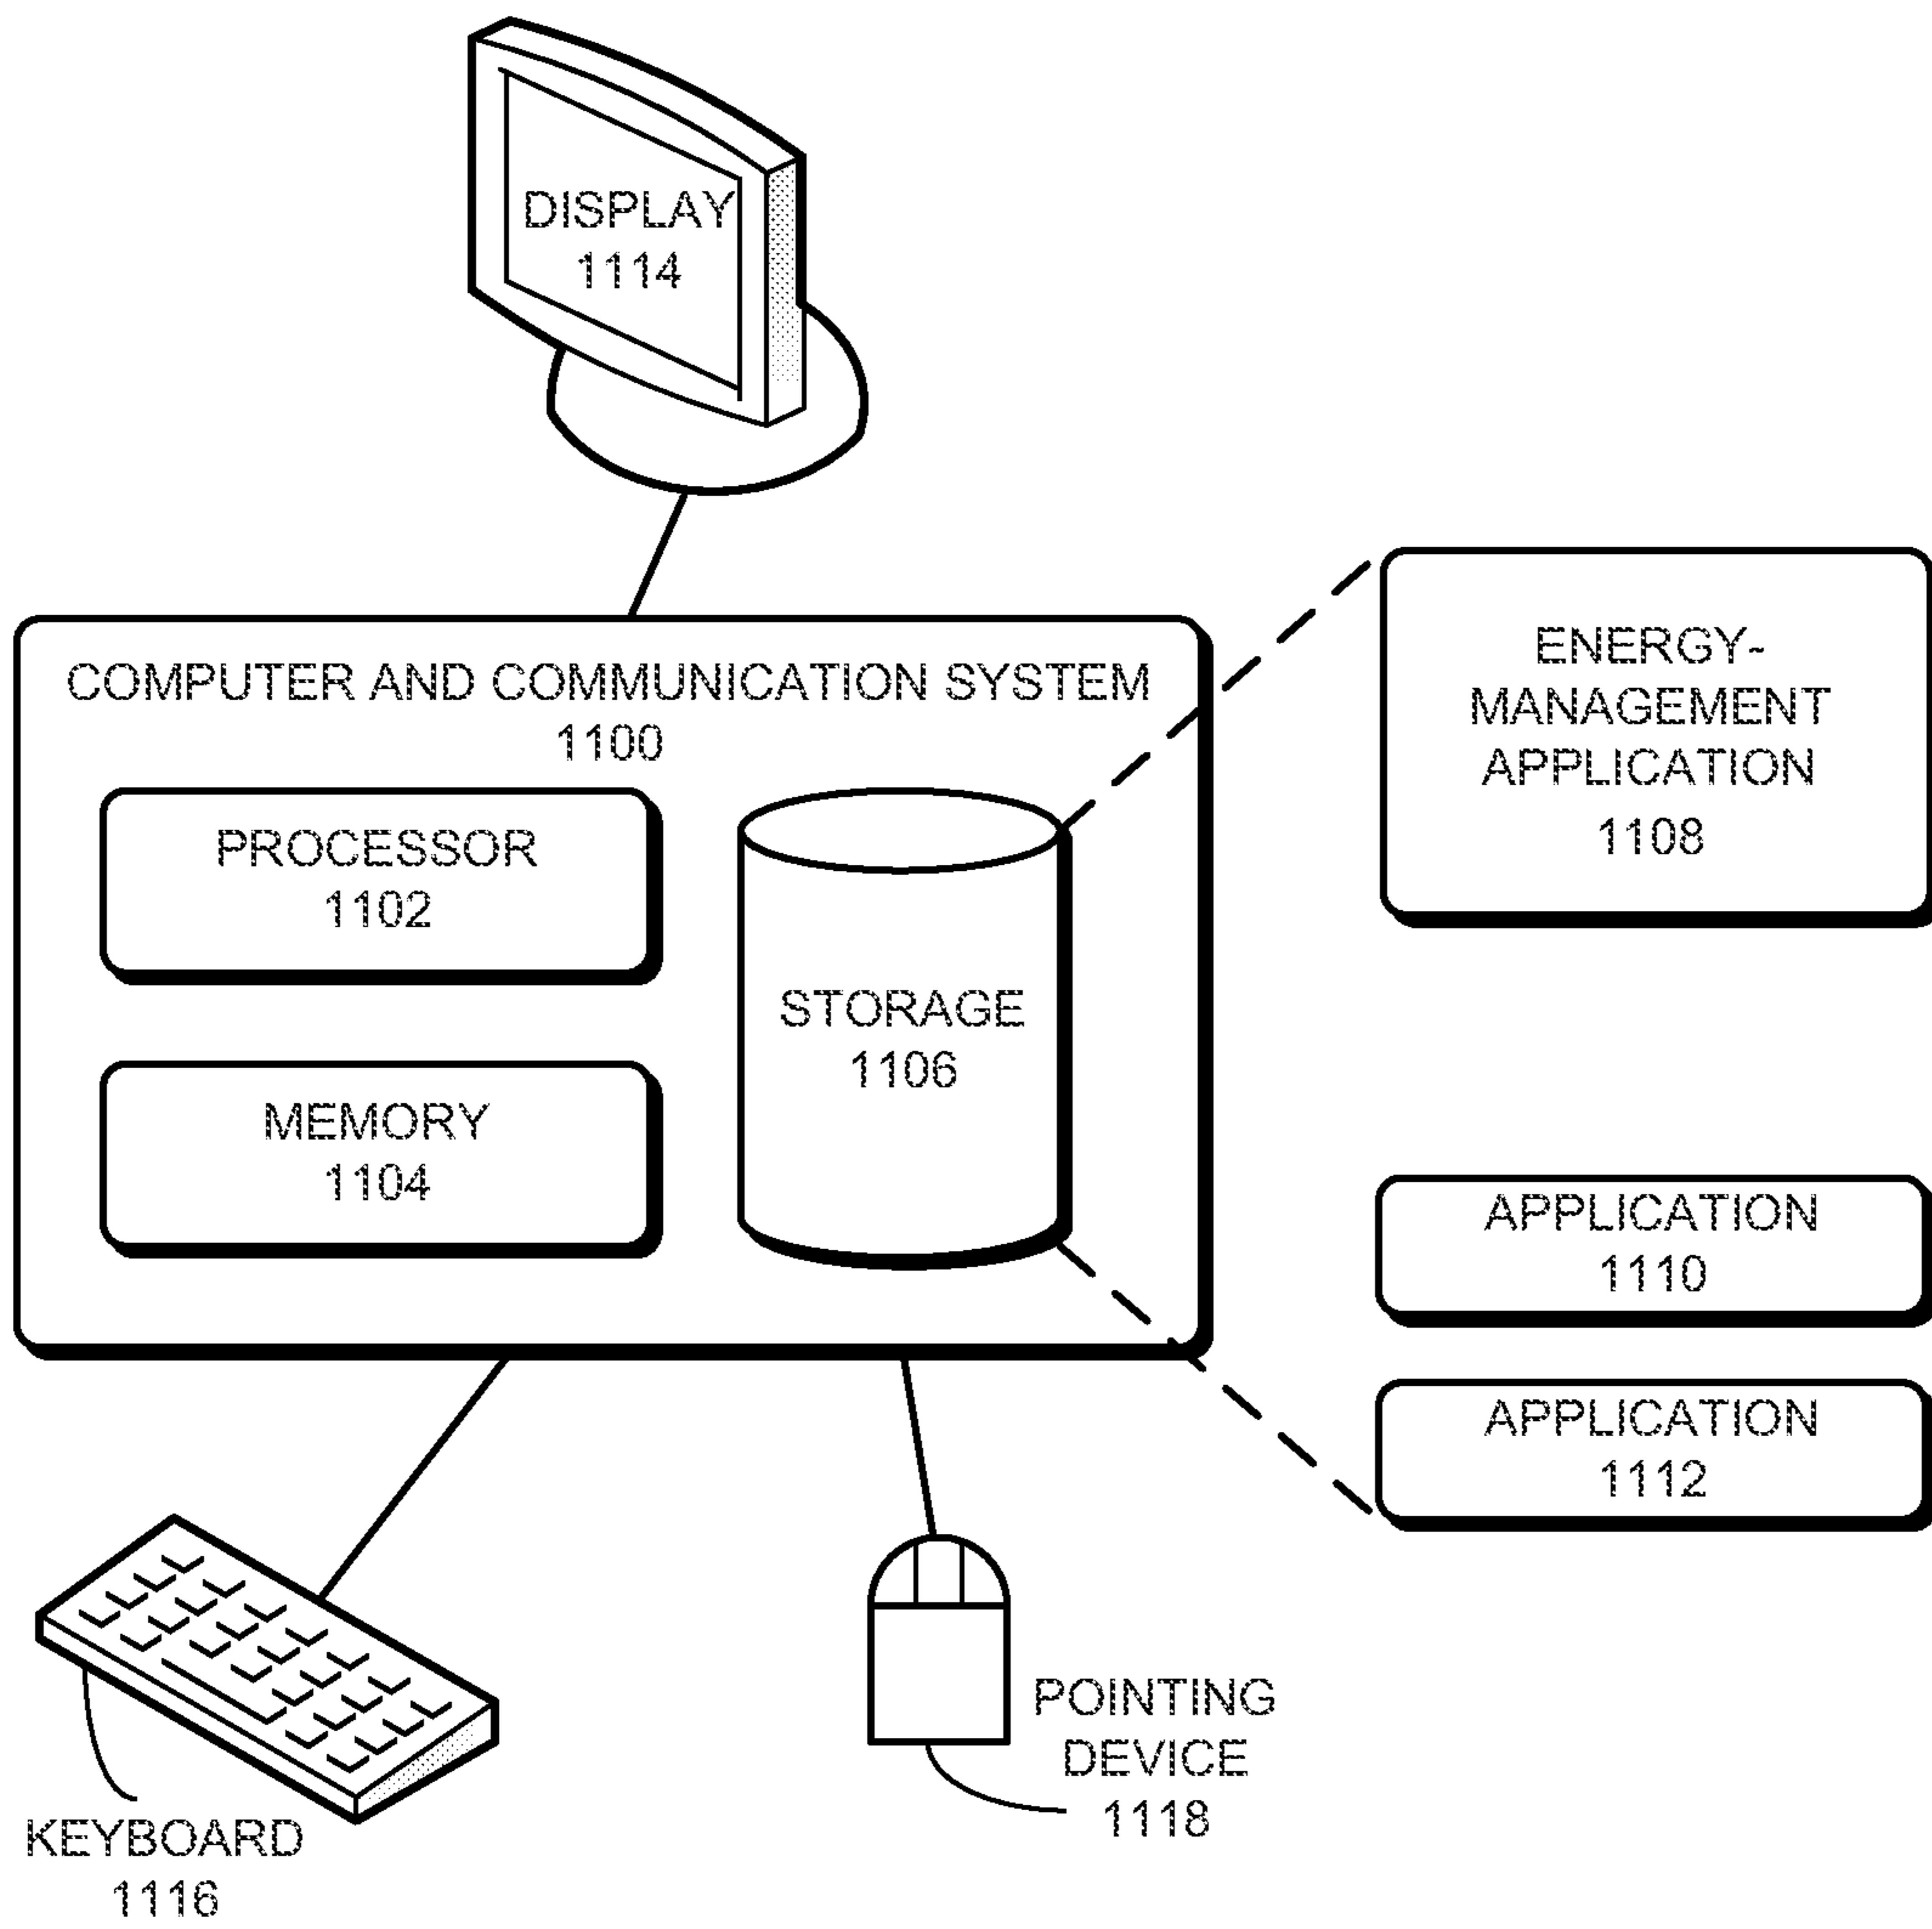 DISPLAY
1114
COMPUTER AND COMMUNICATION SYSTEM
1100
PROCESSOR
1102
MEMORY
1104
STORAGE
1106
ENERGY-
MANAGEMENT
APPLICATION
1108
APPLICATION
1110
APPLICATION
1112
KEYBOARD
1116
POINTING
DEVICE
1118